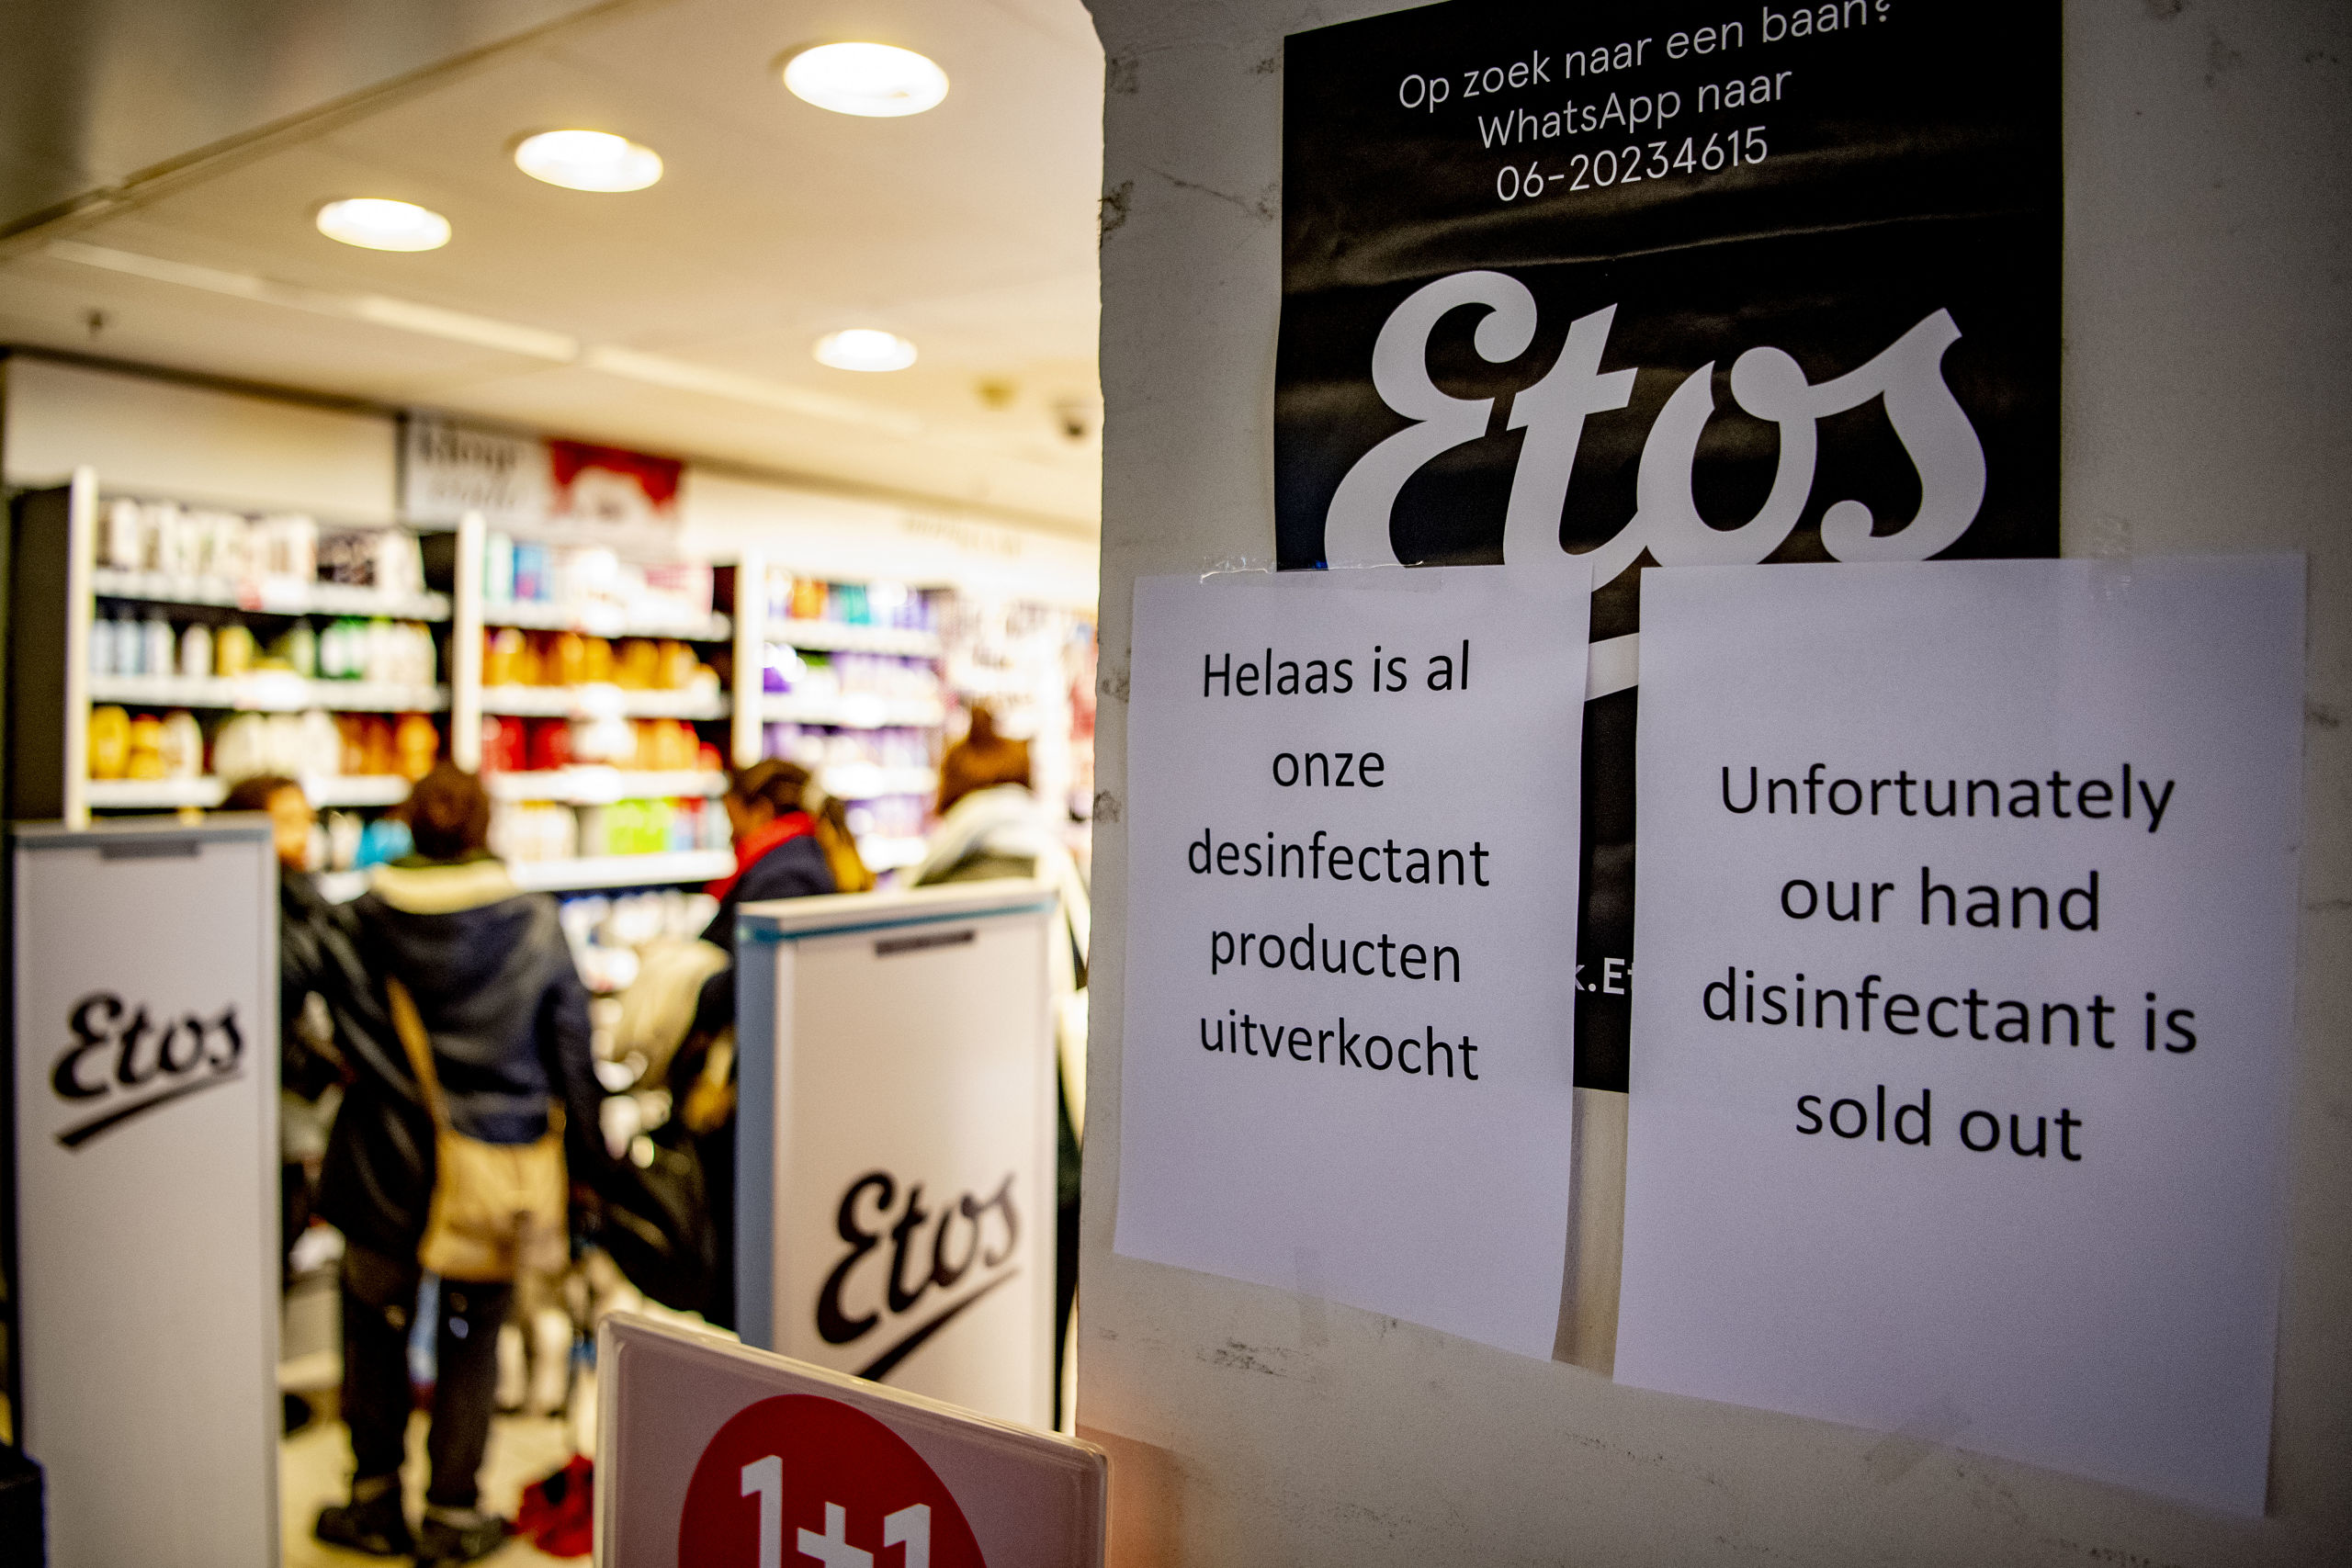 Op zoek naar een baan?
WhatsApp naar
06-20234615
Etos
Helaas is al
onze
desinfectant
producten
uitverkocht
Unfortunately
our hand
disinfectant is
sold out
k.Et
Etos
Etos
1+1